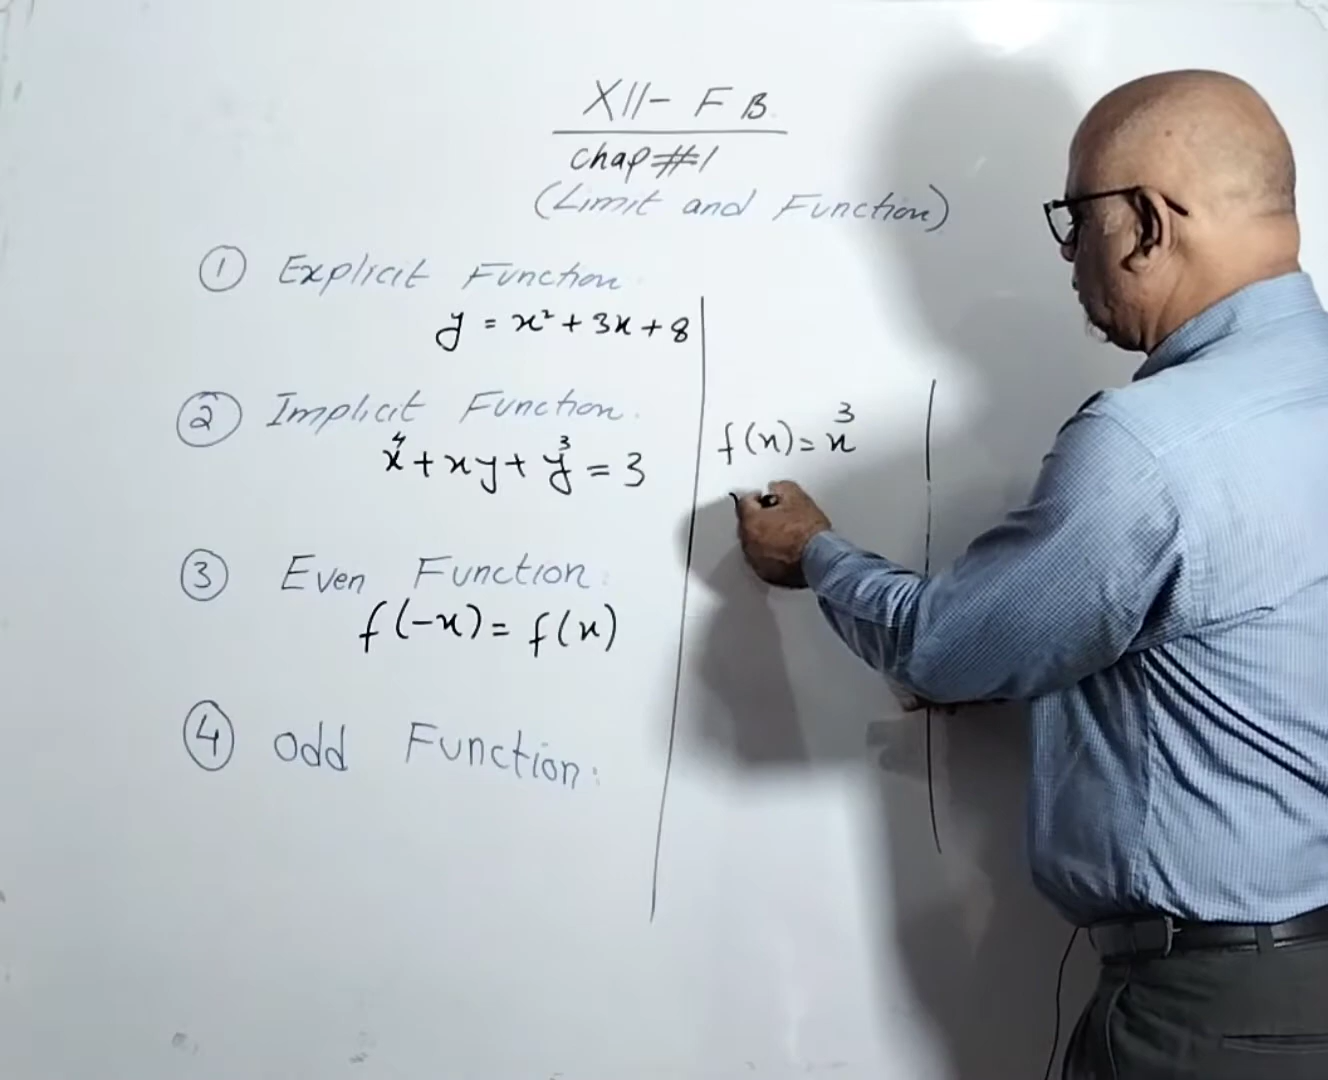 XII - FB
Chap #1
(Limit and Function)
① Explicit Function
y = x² + 3x + 8
② Implicit Function.
x⁴ + xy + y³ = 3
③ Even Function
f(-x) = f(x)
④ odd Function:
f(x) = x³